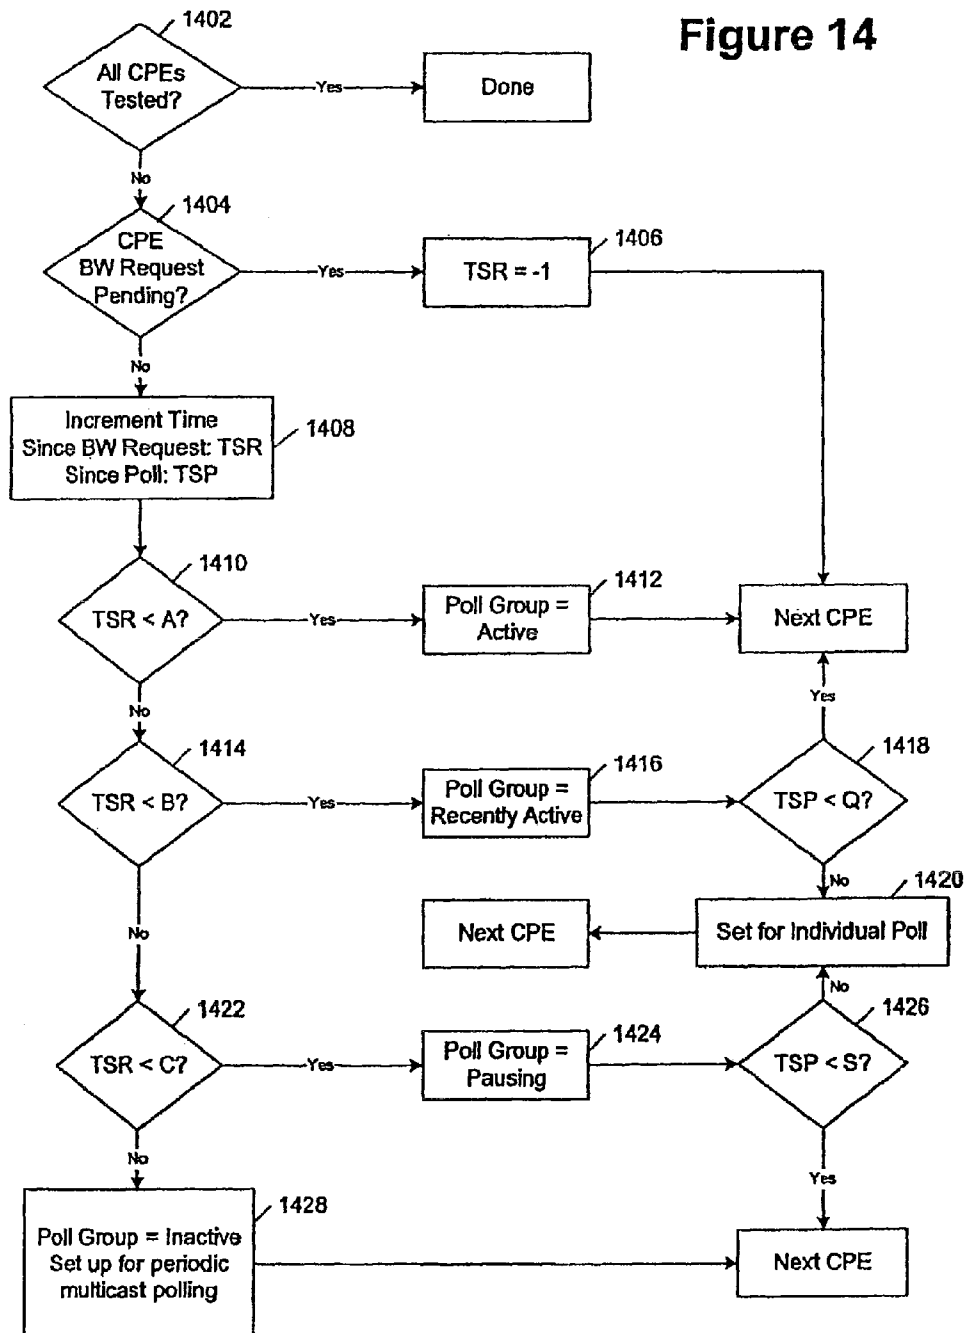 Figure 14
1402
All CPEs
Tested?
Yes
Done
No
1404
CPE
BW Request
Pending?
Yes
1406
TSR = -1
No
Increment Time
Since BW Request: TSR
Since Poll: TSP
1408
1410
TSR < A?
Yes
1412
Poll Group =
Active
Next CPE
No
Yes
1414
TSR < B?
Yes
1416
Poll Group =
Recently Active
1418
TSP < Q?
No
No
1420
Set for Individual Poll
Next CPE
No
1422
TSR < C?
Yes
1424
Poll Group =
Pausing
1426
TSP < S?
No
Yes
1428
Poll Group = Inactive
Set up for periodic
multicast polling
Next CPE